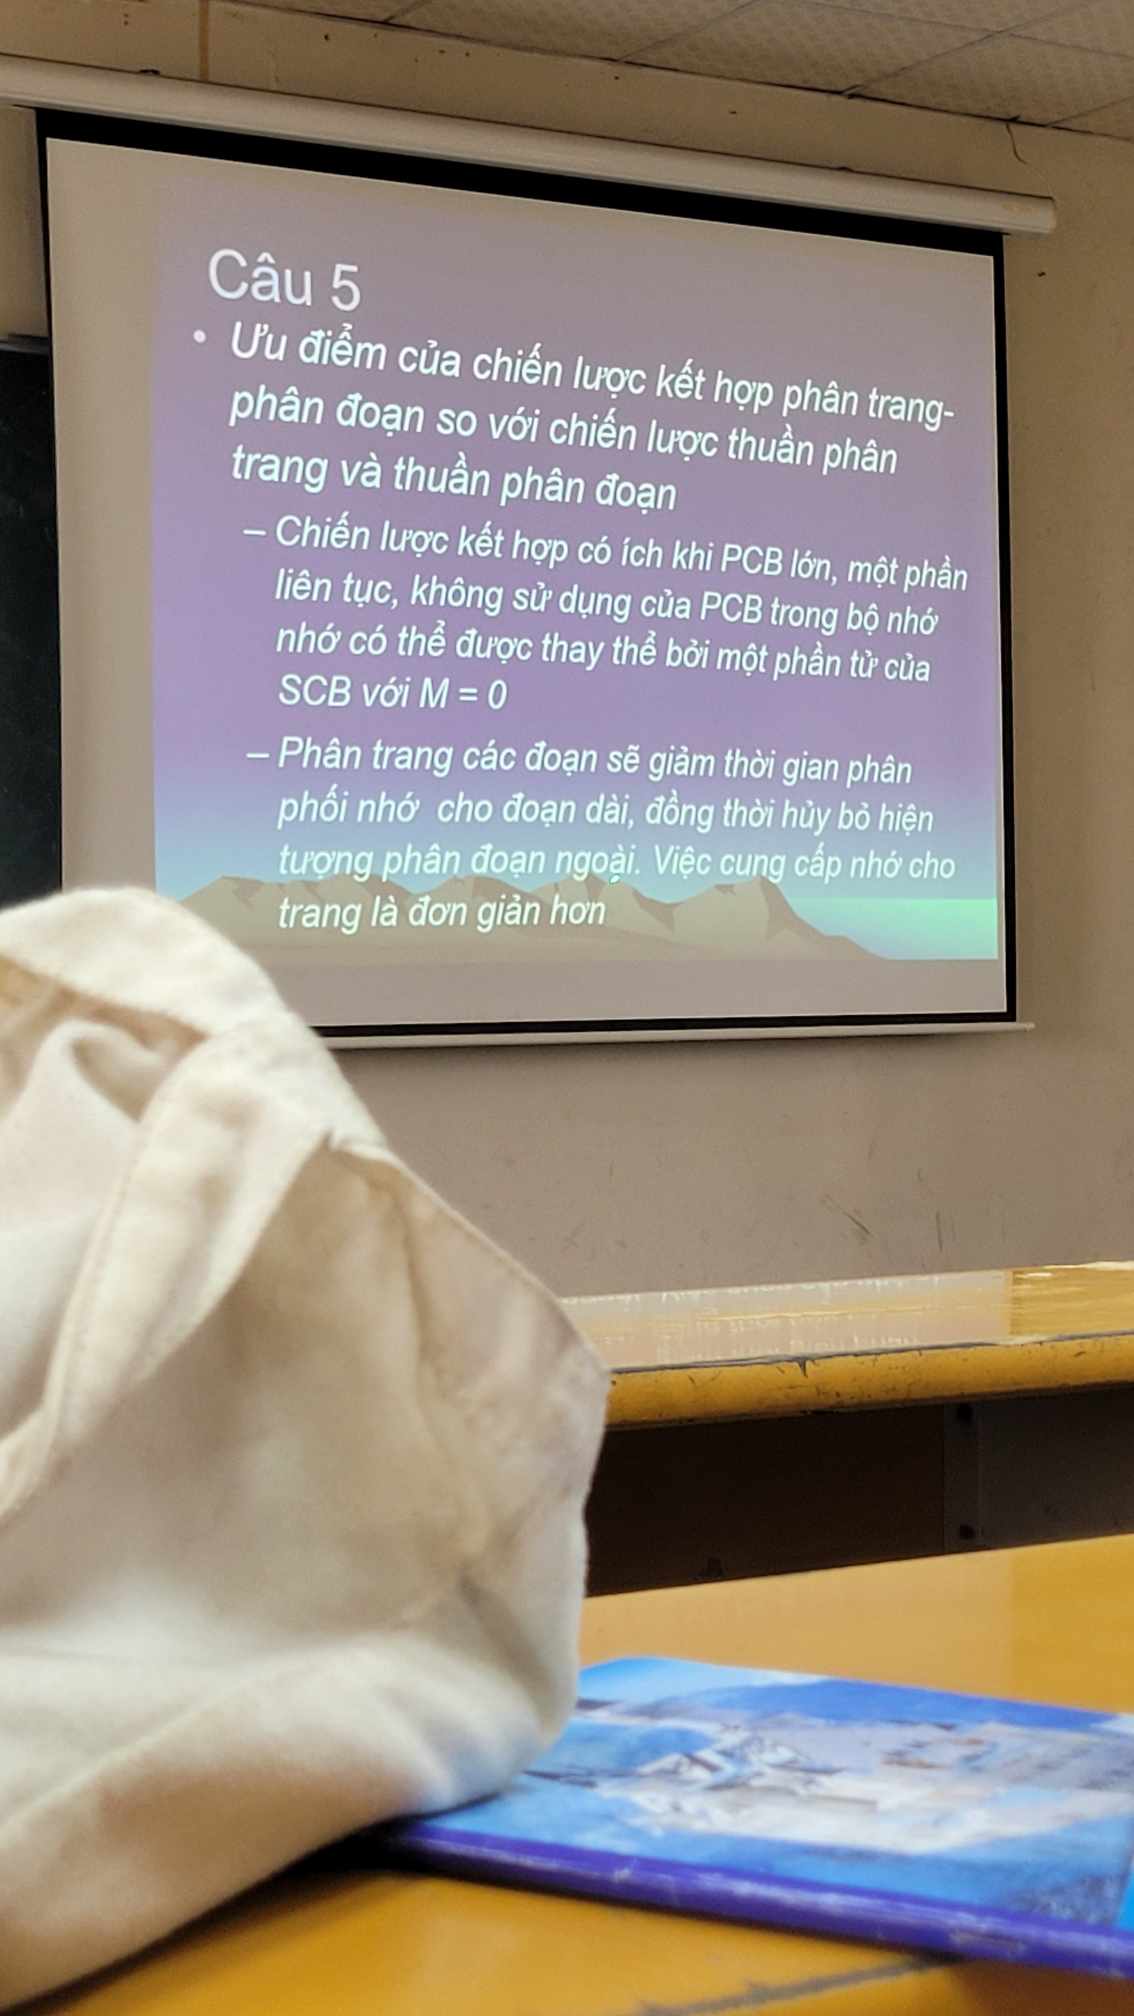 Câu 5
• Ưu điểm của chiến lược kết hợp phân trang-
phân đoạn so với chiến lược thuần phân
trang và thuần phân đoạn
– Chiến lược kết hợp có ích khi PCB lớn, một phần
liên tục, không sử dụng của PCB trong bộ nhớ
nhớ có thể được thay thể bởi một phần tử của
SCB với M = 0
– Phân trang các đoạn sẽ giảm thời gian phân
phối nhớ cho đoạn dài, đồng thời hủy bỏ hiện
tượng phân đoạn ngoài. Việc cung cấp nhớ cho
trang là đơn giản hơn